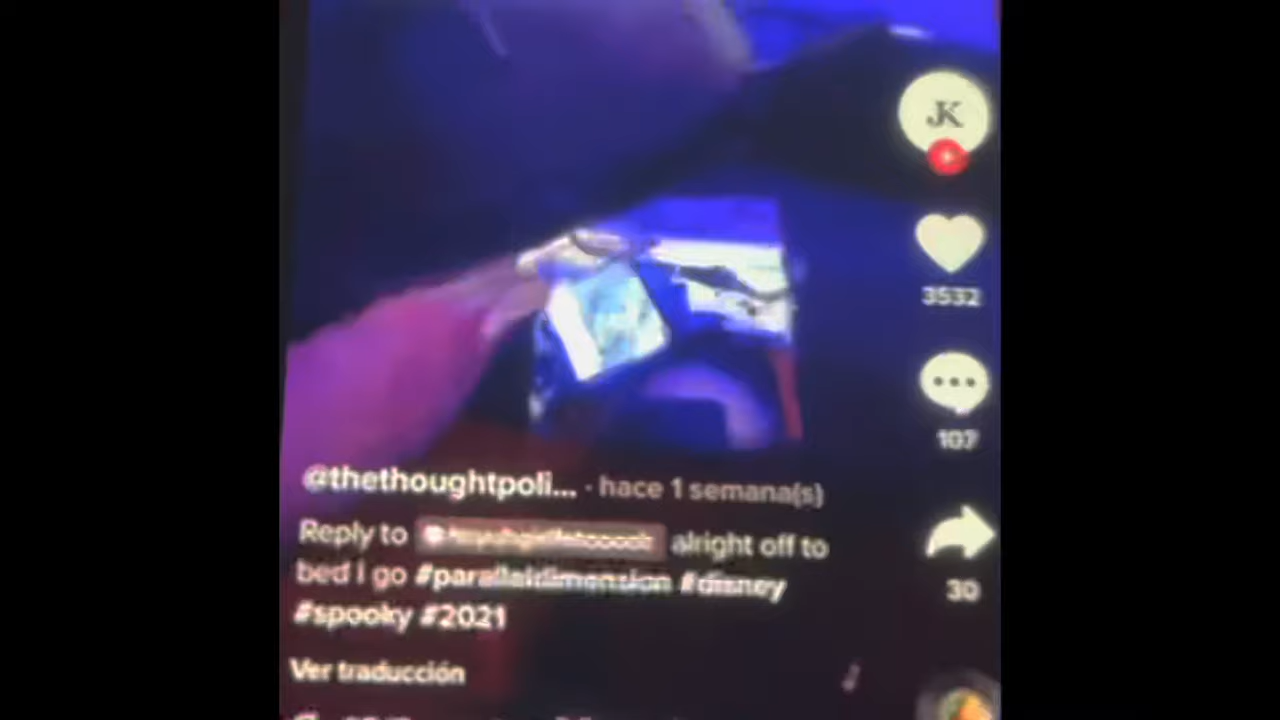 JK
3532
107
@thethoughtpoli... · hace 1 semana(s)
Reply to alright off to
bed I go #paralleldimension #disney
#spooky #2021
30
Ver traducción